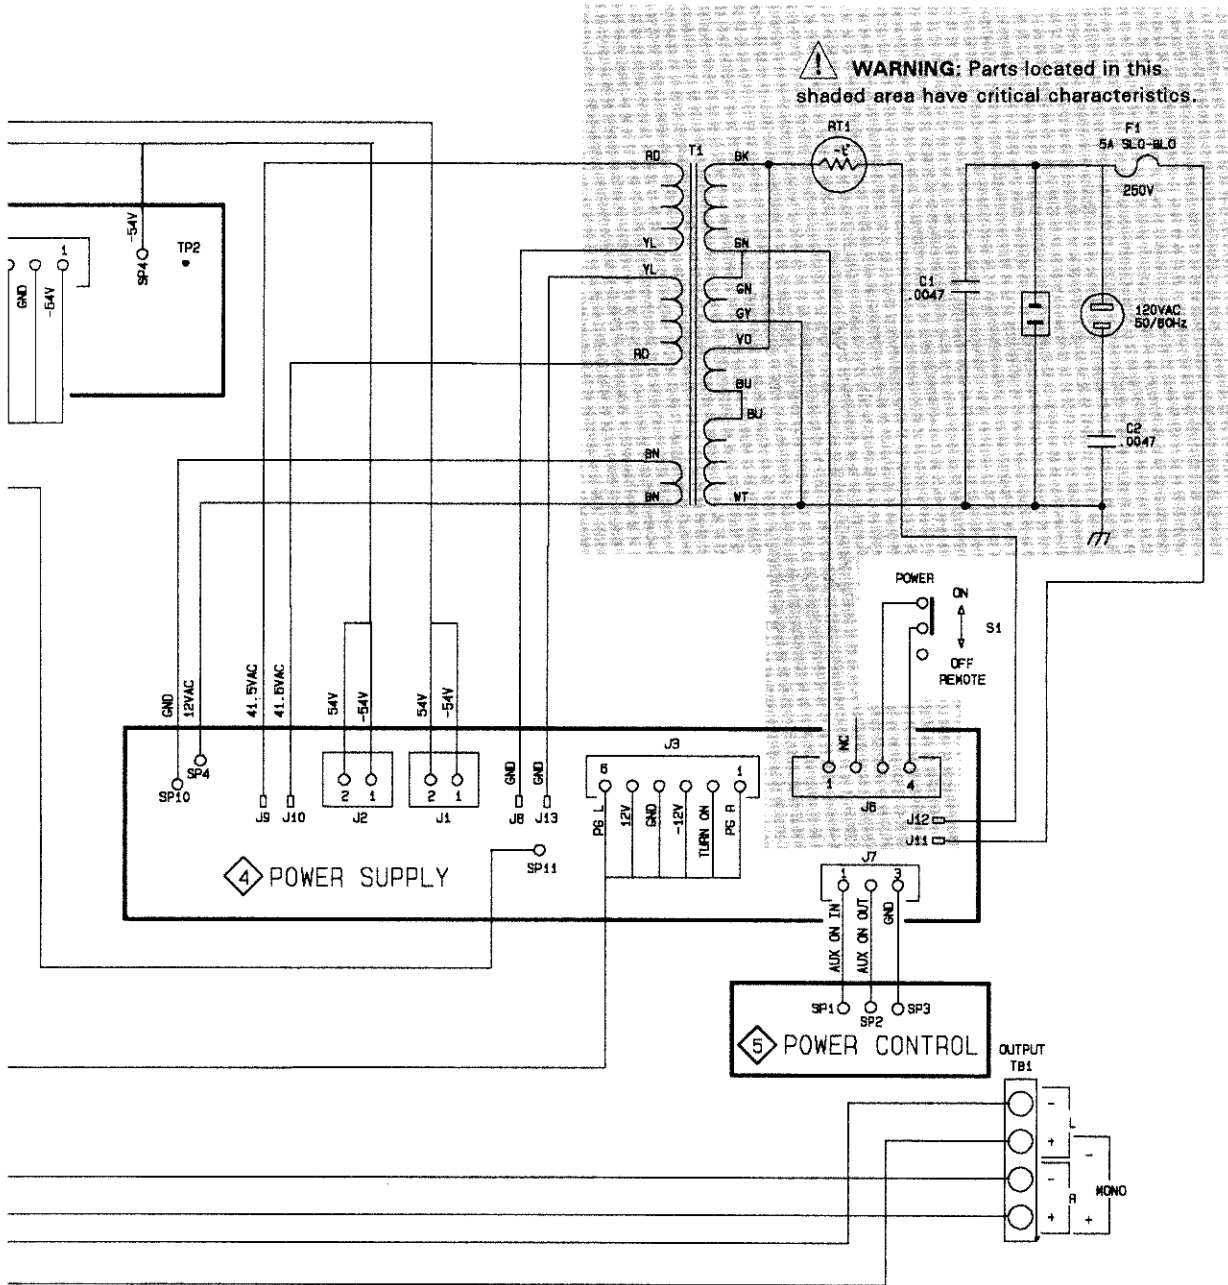 WARNING: Parts located in this
shaded area have critical characteristics.
RT1
-t°
F1
5A SLO-BLO
250V
T1
RD
BK
YL
GN
YL
GN
GY
VO
RD
BU
BU
BN
BN
WT
C1
.0047
120VAC
50/60Hz
C2
.0047
-54V
SP4
TP2
1
GND
-54V
POWER
ON
S1
OFF
REMOTE
GND
12VAC
41.5VAC
41.5VAC
54V
-54V
54V
-54V
GND
GND
NC
SP10
SP4
J9
J10
2
1
J2
2
1
J1
J8
J13
SP11
J3
6
1
PG L
12V
GND
-12V
TURN ON
PG R
1
4
J6
J12
J11
4 POWER SUPPLY
J7
1
3
AUX ON IN
AUX ON OUT
GND
SP1
SP2
SP3
5 POWER CONTROL
OUTPUT
TB1
-
+
L
-
+
R
-
+
MONO